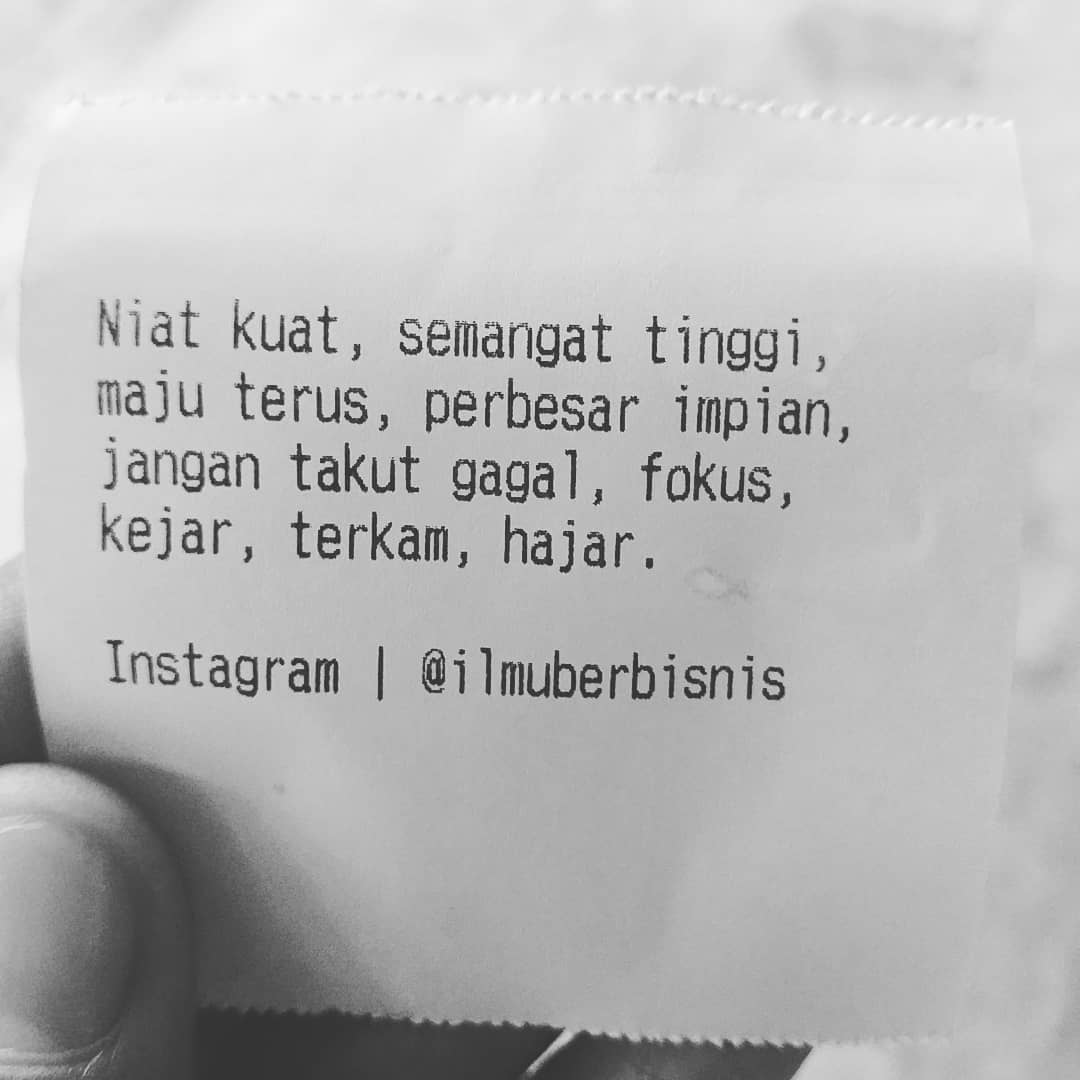 Niat kuat, semangat tinggi,
maju terus, perbesar impian,
jangan takut gagal, fokus,
kejar, terkam, hajar.
Instagram | @ilmuberbisnis